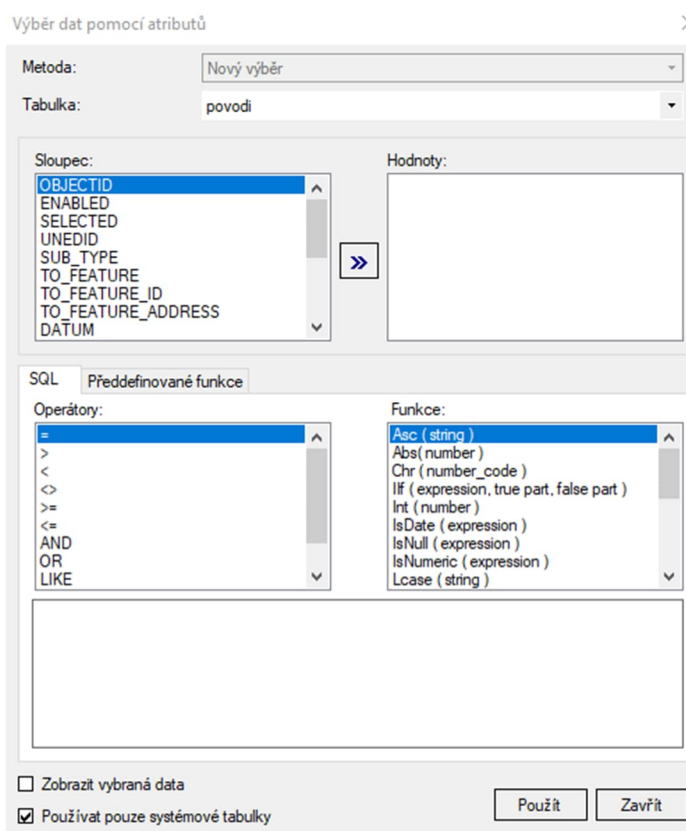 Výběr dat pomocí atributů
Metoda:
Nový výběr
Tabulka:
povodi
Sloupec:
OBJECTID
ENABLED
SELECTED
UNEDID
SUB_TYPE
TO_FEATURE
TO_FEATURE_ID
TO_FEATURE_ADDRESS
DATUM
»
Hodnoty:
SQL
Předdefinované funkce
Operátory:
=
>
<
<>
>=
<=
AND
OR
LIKE
Funkce:
Asc ( string )
Abs( number )
Chr ( number_code )
IIf ( expression, true part, false part )
Int ( number )
IsDate ( expression )
IsNull ( expression )
IsNumeric ( expression )
Lcase ( string )
Zobrazit vybraná data
Používat pouze systémové tabulky
Použít
Zavřít